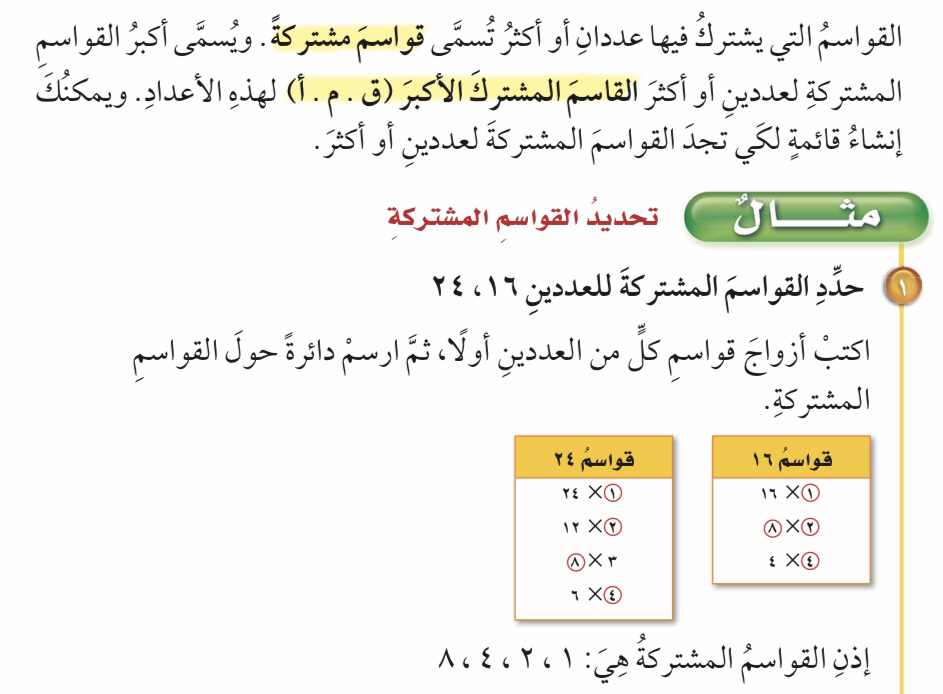 القواسمُ التي يشتركُ فيها عددانِ أو أكثرُ تُسمَّى قواسمَ مشتركةً. ويُسمَّى أكبرُ القواسمِ
المشتركةِ لعددينِ أو أكثرَ القاسمَ المشتركَ الأكبرَ (ق . م . أ) لهذهِ الأعدادِ. ويمكنُكَ
إنشاءُ قائمةٍ لكَي تجدَ القواسمَ المشتركةَ لعددينِ أو أكثرَ.
مثـــالٌ تحديدُ القواسمِ المشتركةِ
١ حدِّدِ القواسمَ المشتركةَ للعددينِ ١٦، ٢٤
اكتبْ أزواجَ قواسمِ كلٍّ من العددينِ أولًا، ثمَّ ارسمْ دائرةً حولَ القواسمِ
المشتركةِ.
قواسمُ ١٦
١ × ١٦
٢ × ٨
٤ × ٤
قواسمُ ٢٤
١ × ٢٤
٢ × ١٢
٣ × ٨
٤ × ٦
إذنِ القواسمُ المشتركةُ هِيَ: ١ ، ٢ ، ٤ ، ٨